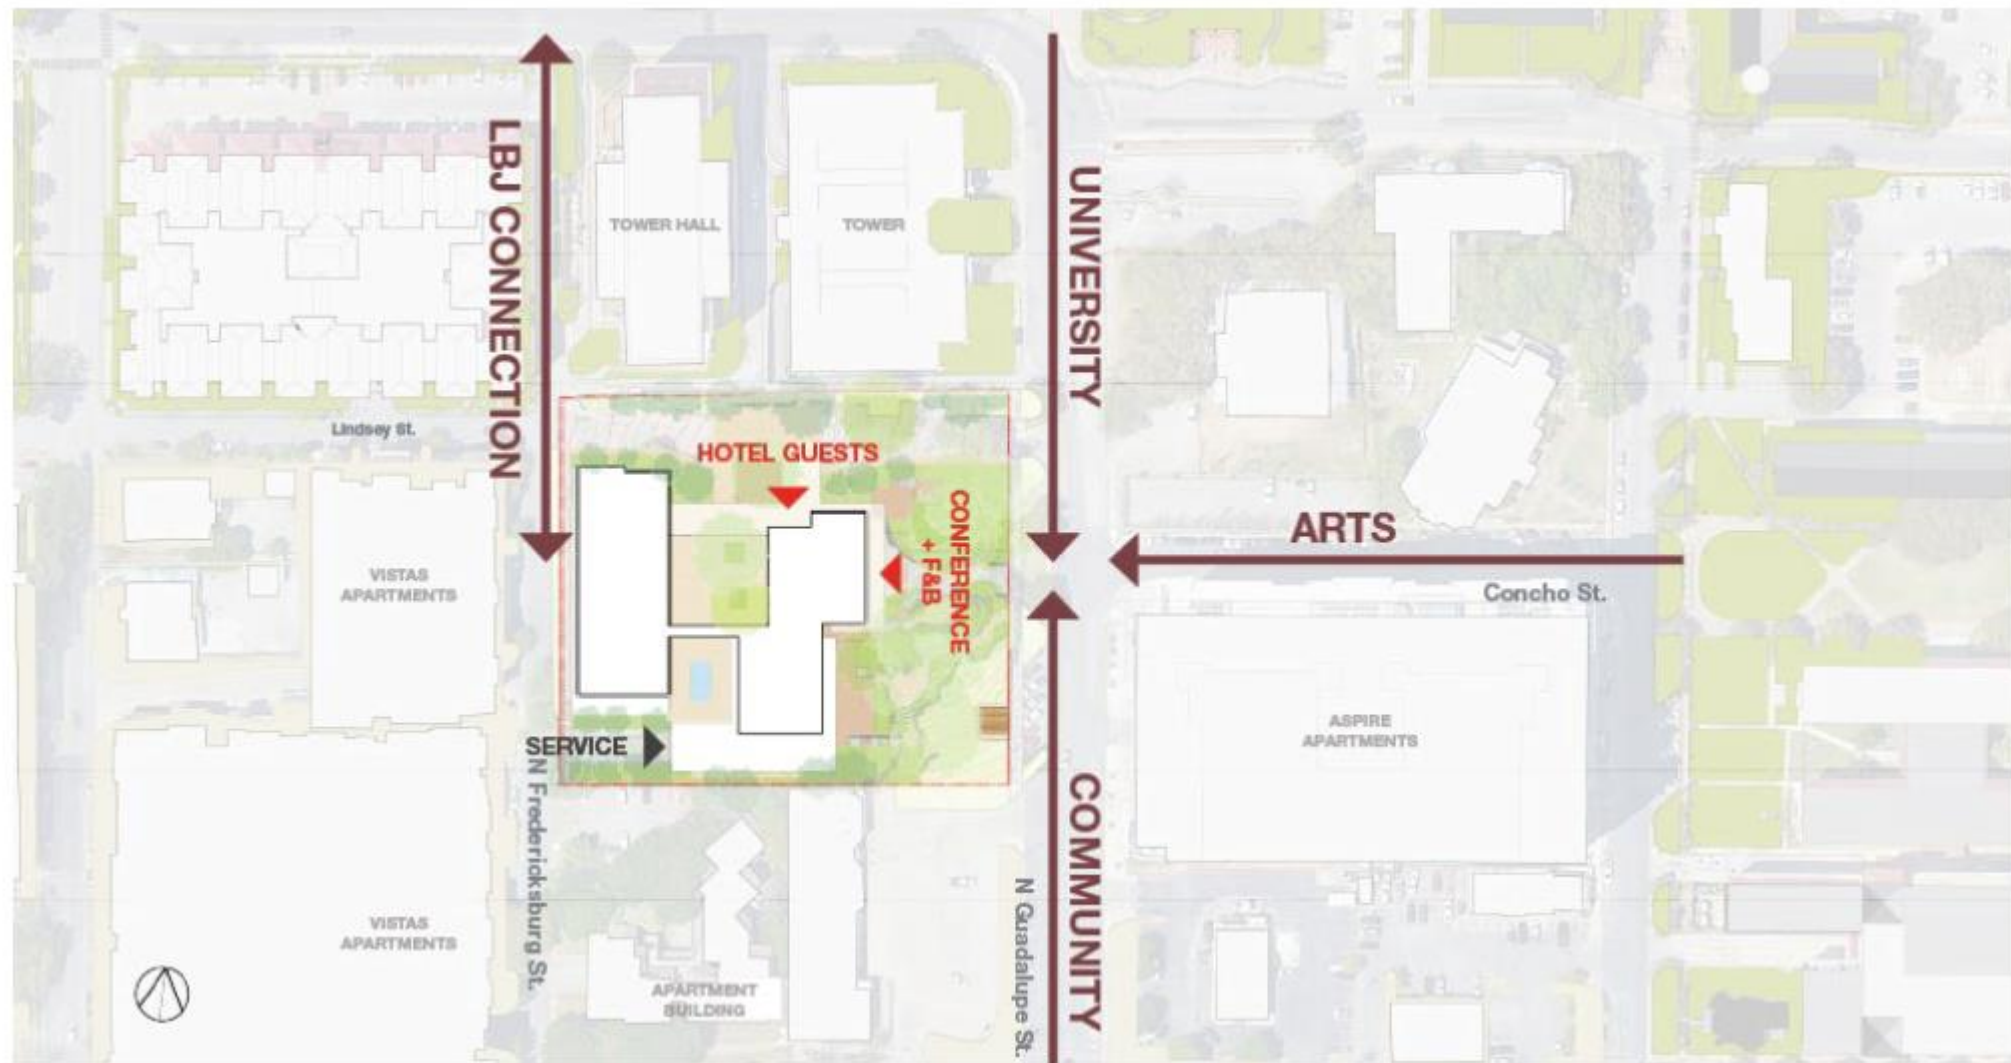 LBJ CONNECTION
UNIVERSITY
TOWER HALL
TOWER
Lindsey St.
HOTEL GUESTS
CONFERENCE
+ F&B
ARTS
Concho St.
VISTAS
APARTMENTS
SERVICE
ASPIRE
APARTMENTS
N Fredericksburg St.
COMMUNITY
N Guadalupe St.
VISTAS
APARTMENTS
APARTMENT
BUILDING